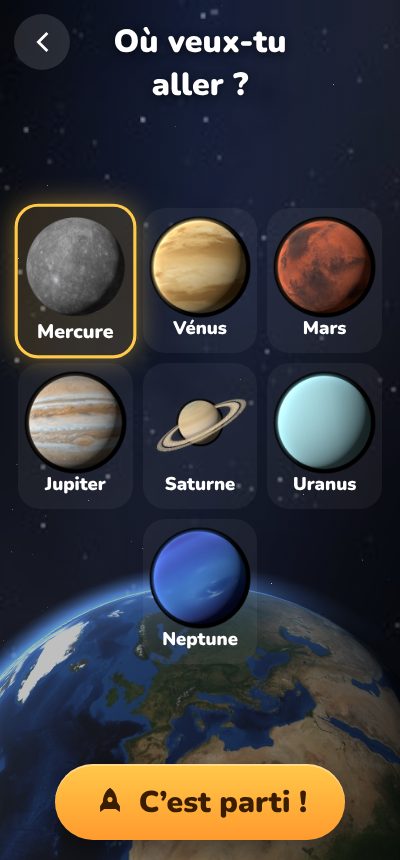 Où veux-tu
aller ?
Mercure
Vénus
Mars
Jupiter
Saturne
Uranus
Neptune
C’est parti !